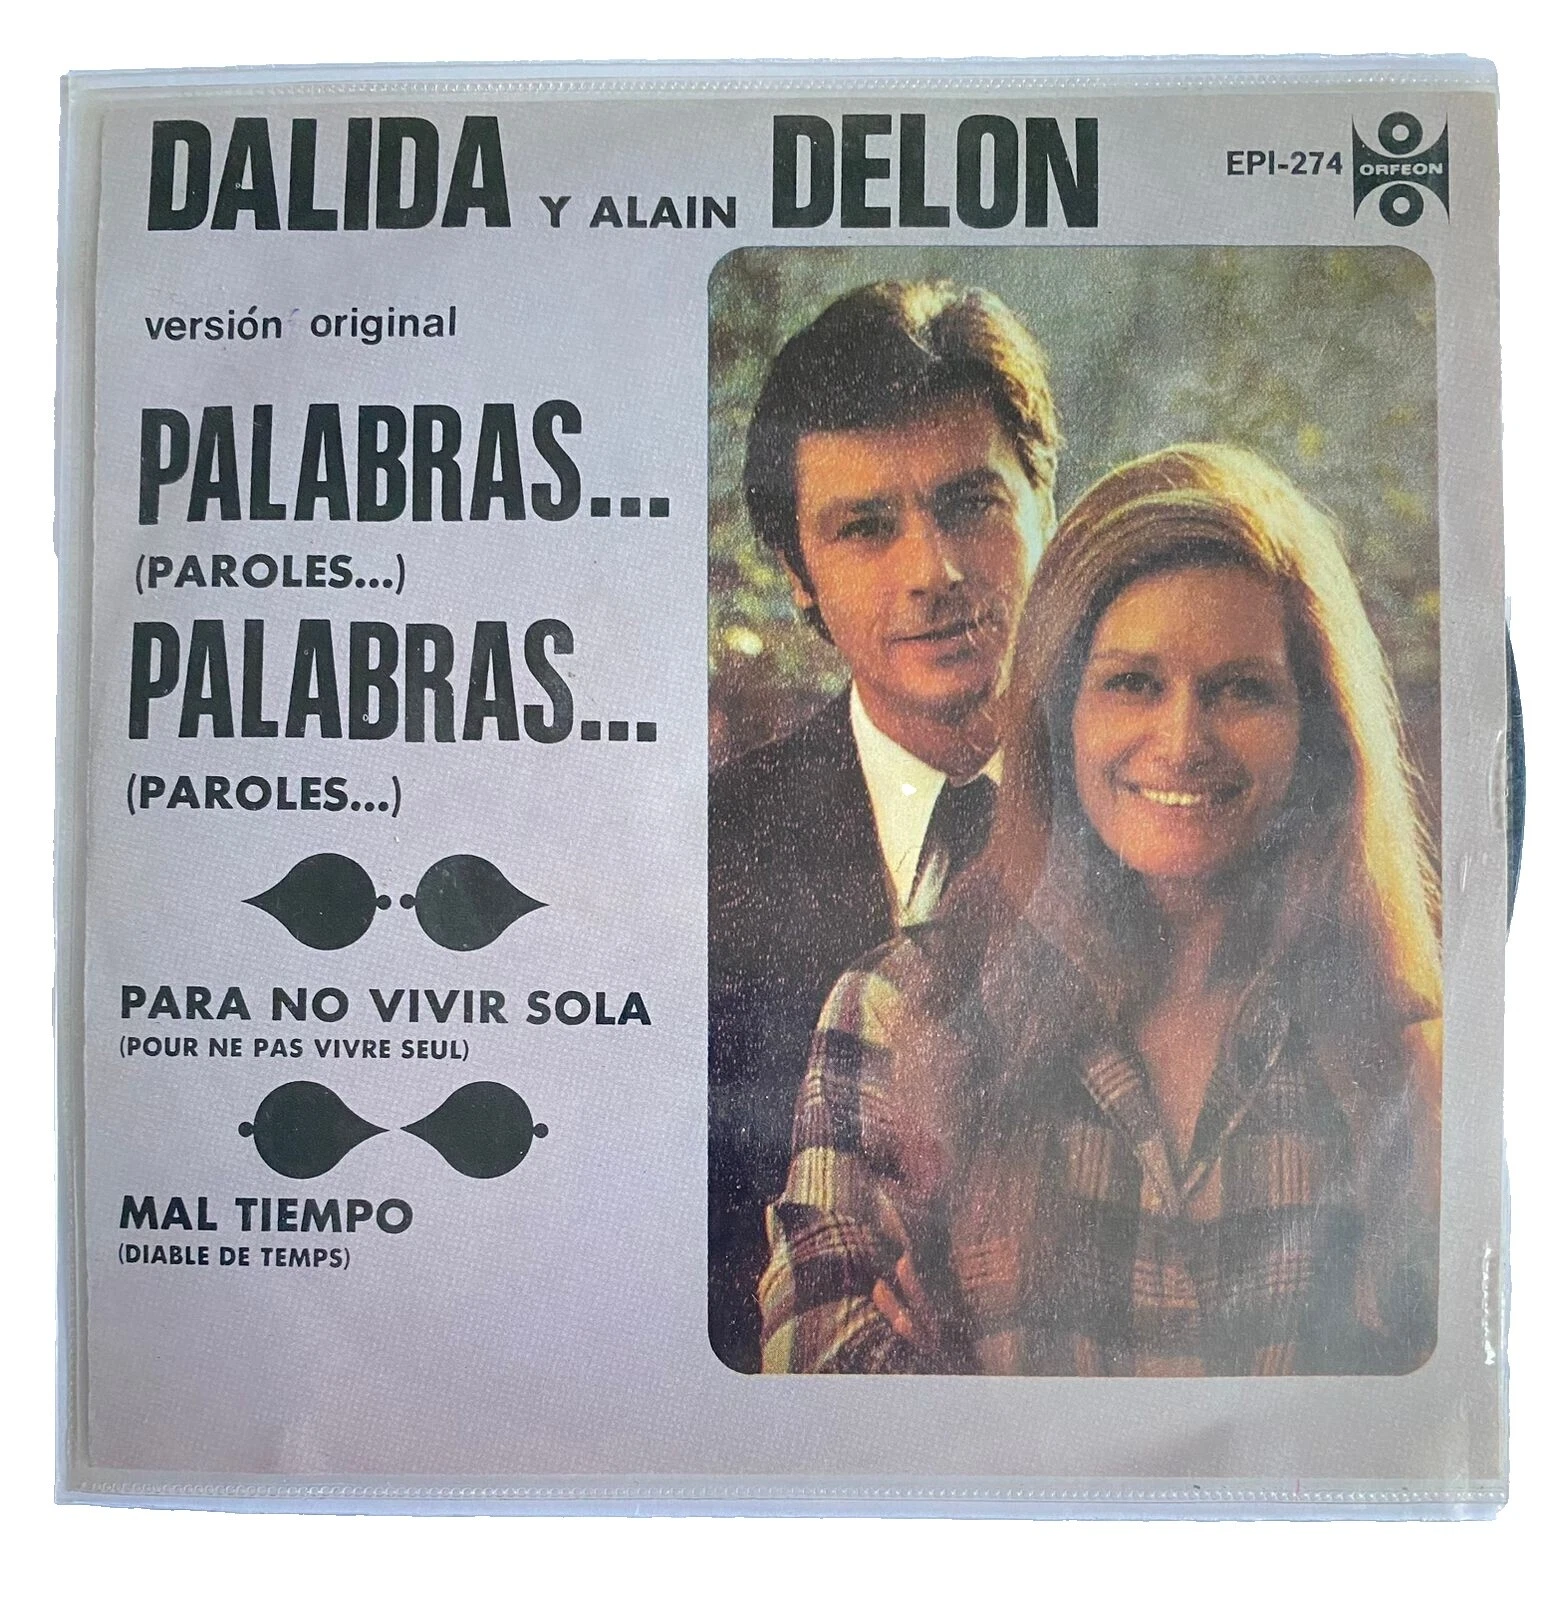 DALIDA Y ALAIN DELON
EPI-274
ORFEON
versión original
PALABRAS...
(PAROLES...)
PALABRAS...
(PAROLES...)
PARA NO VIVIR SOLA
(POUR NE PAS VIVRE SEUL)
MAL TIEMPO
(DIABLE DE TEMPS)